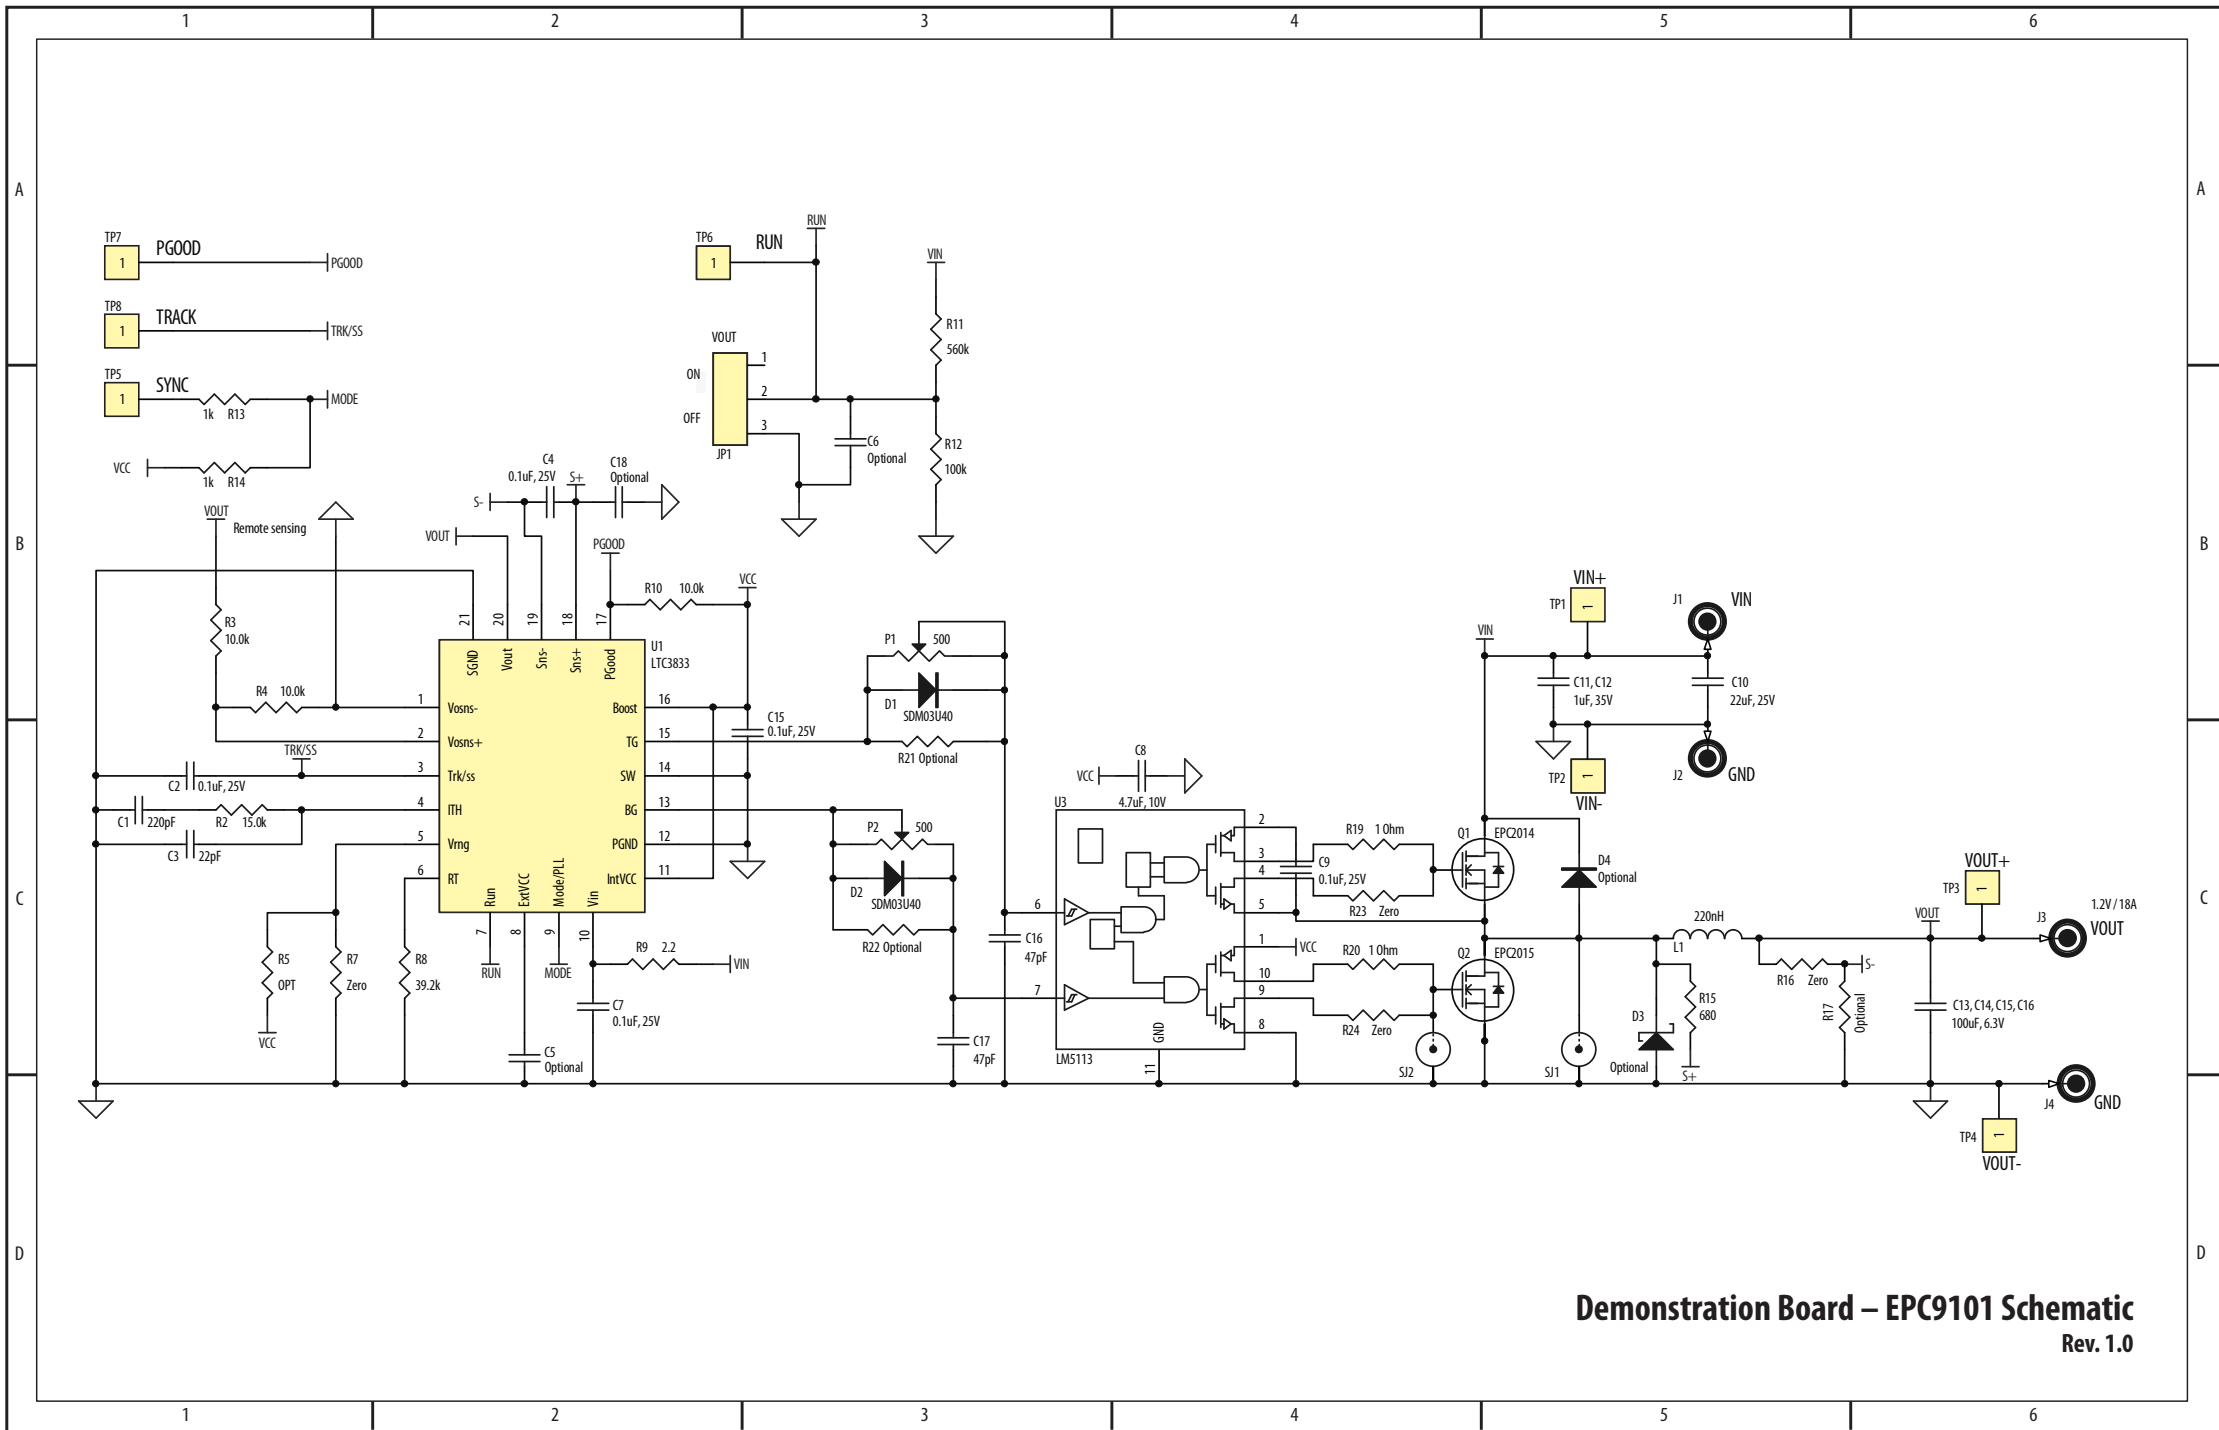 1 2 3 4 5 6
A A
TP7
PGOOD
1
PGOOD
TP8
TRACK
1
TRK/SS
TP5
SYNC
1
1k R13
MODE
VCC
1k R14
TP6
RUN
1
RUN
VIN
R11
560k
VOUT
ON
OFF
1
2
3
JP1
C6
Optional
R12
100k
B B
VOUT
Remote sensing
R3
10.0k
R4 10.0k
C4
0.1uF, 25V
S-
S+
C18
Optional
VOUT
PGOOD
R10 10.0k
VCC
21
20
19
18
17
U1
LTC3833
SGND
Vout
Sns-
Sns+
PGood
1 Vosns-
2 Vosns+
TRK/SS
3 Trk/ss
4 ITH
5 Vrng
6 RT
Boost 16
TG 15
SW 14
BG 13
PGND 12
IntVCC 11
Run
ExtVCC
Mode/PLL
Vin
7
8
9
10
RUN
MODE
C15
0.1uF, 25V
C2 0.1uF, 25V
C1 220pF
R2 15.0k
C3 22pF
R5
OPT
VCC
R7
Zero
R8
39.2k
R9 2.2
VIN
C7
0.1uF, 25V
C5
Optional
P1 500
D1
SDM03U40
R21 Optional
P2 500
D2
SDM03U40
R22 Optional
C16
47pF
C17
47pF
VCC
C8
4.7uF, 10V
U3
6
7
GND
LM5113
11
2
3
4
5
1 VCC
10
9
8
C9
0.1uF, 25V
R19 1 Ohm
R23 Zero
R20 1 Ohm
R24 Zero
Q1 EPC2014
Q2 EPC2015
SJ2
SJ1
VIN
VIN+
TP1
1
J1
VIN
C11, C12
1uF, 35V
C10
22uF, 25V
TP2
1
VIN-
J2
GND
D4
Optional
220nH
L1
D3
Optional
R15
680
S+
R16 Zero
S-
R17
Optional
VOUT
VOUT+
TP3
1
1.2V / 18A
J3
VOUT
C13, C14, C15, C16
100uF, 6.3V
J4
GND
TP4
1
VOUT-
C C
D D
Demonstration Board – EPC9101 Schematic
Rev. 1.0
1 2 3 4 5 6